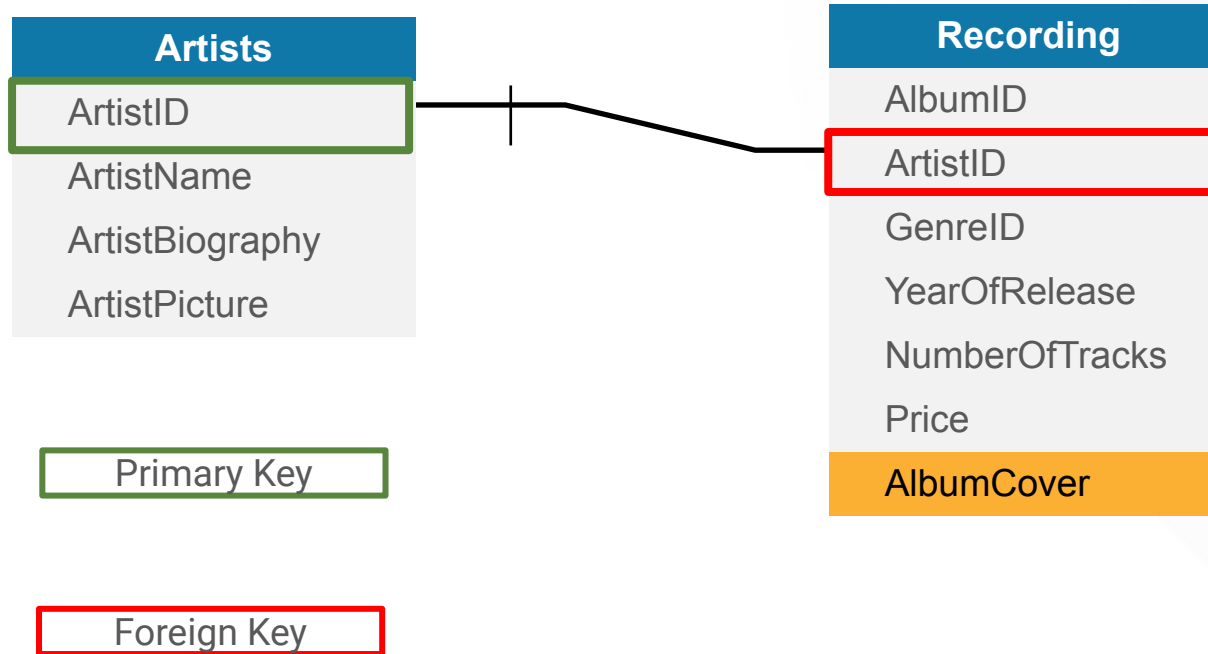 Artists
ArtistID
ArtistName
ArtistBiography
ArtistPicture
Primary Key
Foreign Key
Recording
AlbumID
ArtistID
GenreID
YearOfRelease
NumberOfTracks
Price
AlbumCover